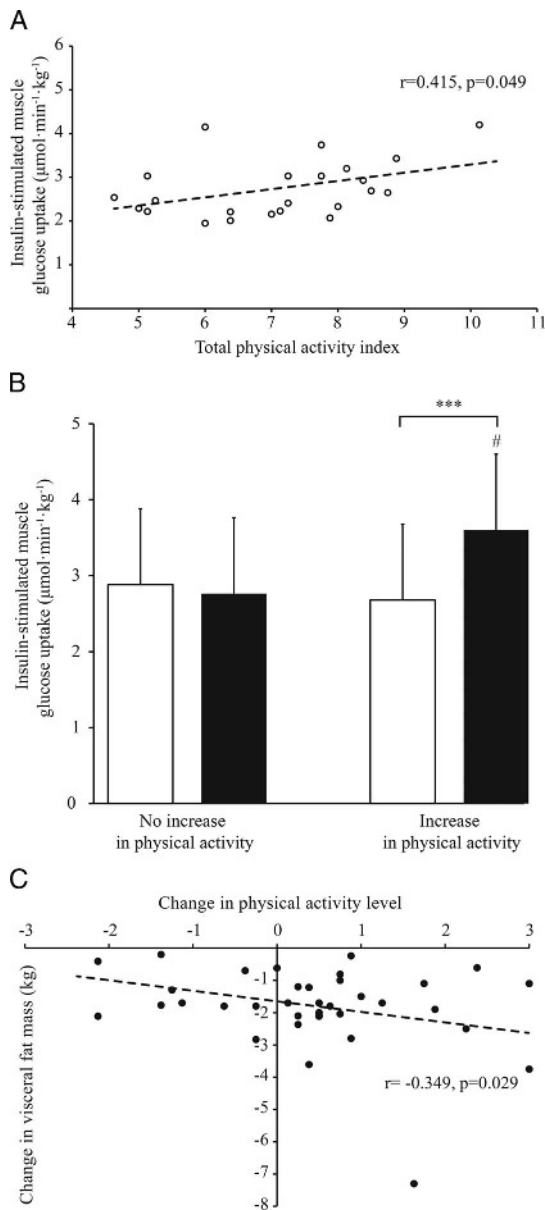 A
Insulin-stimulated muscle
glucose uptake (μmol·min⁻¹·kg⁻¹)
6
5
4
3
2
1
r=0.415, p=0.049
4 5 6 7 8 9 10 11
Total physical activity index
B
Insulin-stimulated muscle
glucose uptake (μmol·min⁻¹·kg⁻¹)
5
4
3
2
1
0
***
#
No increase
in physical activity
Increase
in physical activity
C
Change in physical activity level
-3 -2 -1 0 1 2 3
Change in visceral fat mass (kg)
-1
-2
-3
-4
-5
-6
-7
-8
r= -0.349, p=0.029